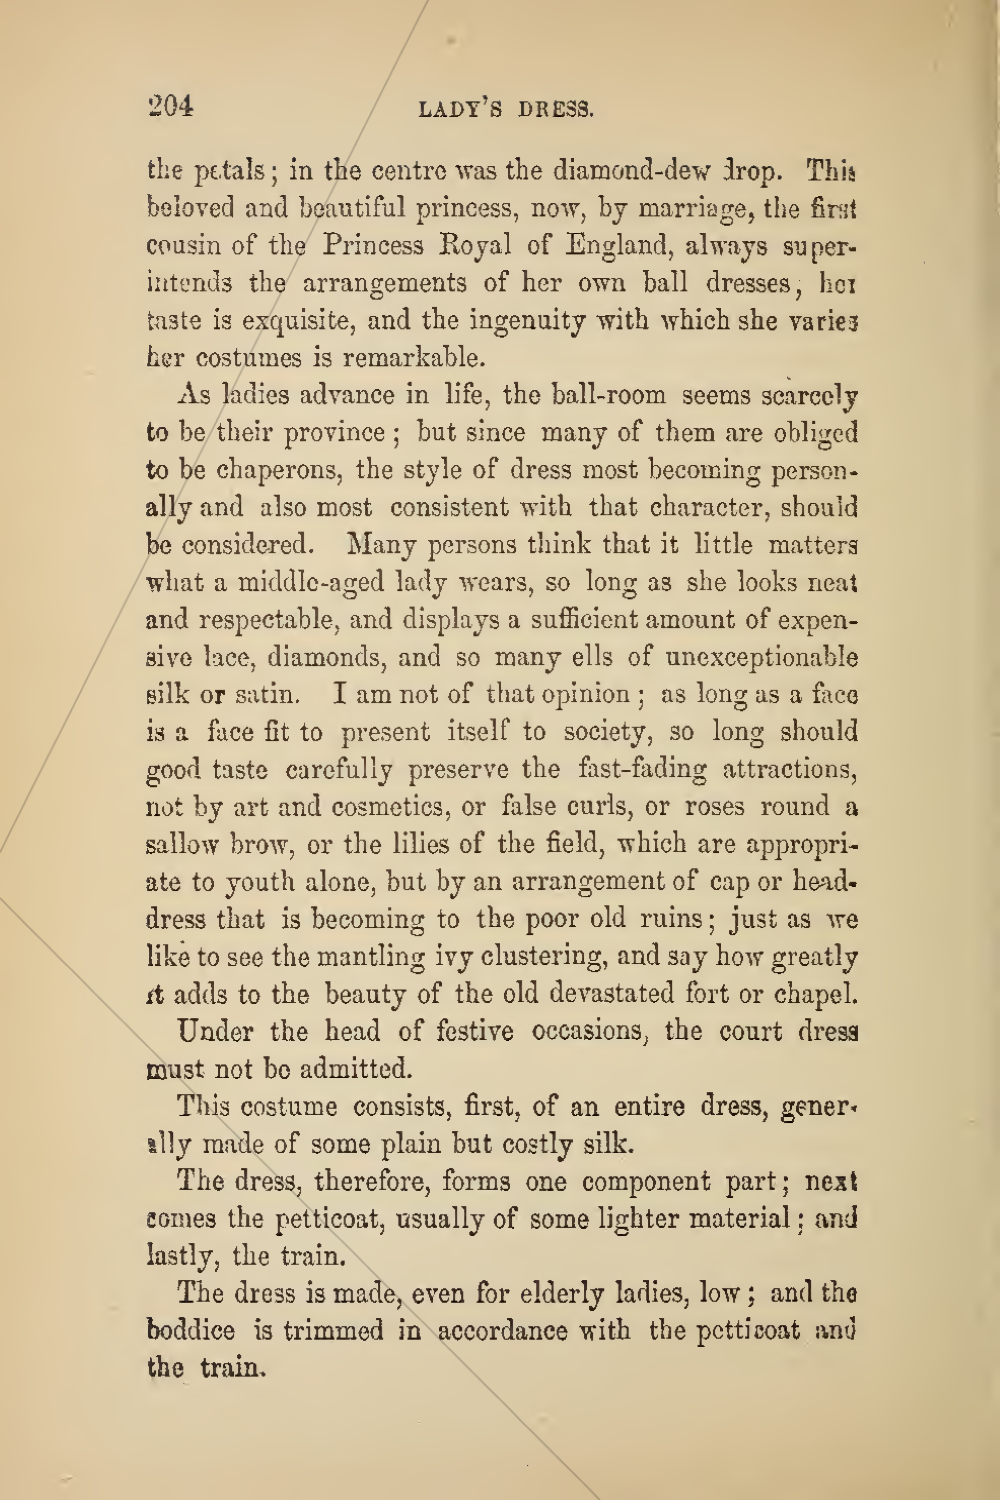 204 LADY'S DRESS.
the petals; in the centre was the diamond-dew drop. This
beloved and beautiful princess, now, by marriage, the first
cousin of the Princess Royal of England, always super-
intends the arrangements of her own ball dresses, her
taste is exquisite, and the ingenuity with which she varies
her costumes is remarkable.
As ladies advance in life, the ball-room seems scarcely
to be their province; but since many of them are obliged
to be chaperons, the style of dress most becoming person-
ally and also most consistent with that character, should
be considered. Many persons think that it little matters
what a middle-aged lady wears, so long as she looks neat
and respectable, and displays a sufficient amount of expen-
sive lace, diamonds, and so many ells of unexceptionable
silk or satin. I am not of that opinion; as long as a face
is a face fit to present itself to society, so long should
good taste carefully preserve the fast-fading attractions,
not by art and cosmetics, or false curls, or roses round a
sallow brow, or the lilies of the field, which are appropri-
ate to youth alone, but by an arrangement of cap or head-
dress that is becoming to the poor old ruins; just as we
like to see the mantling ivy clustering, and say how greatly
it adds to the beauty of the old devastated fort or chapel.
Under the head of festive occasions, the court dress
must not be admitted.
This costume consists, first, of an entire dress, gener-
ally made of some plain but costly silk.
The dress, therefore, forms one component part; next
comes the petticoat, usually of some lighter material; and
lastly, the train.
The dress is made, even for elderly ladies, low; and the
boddice is trimmed in accordance with the petticoat and
the train.